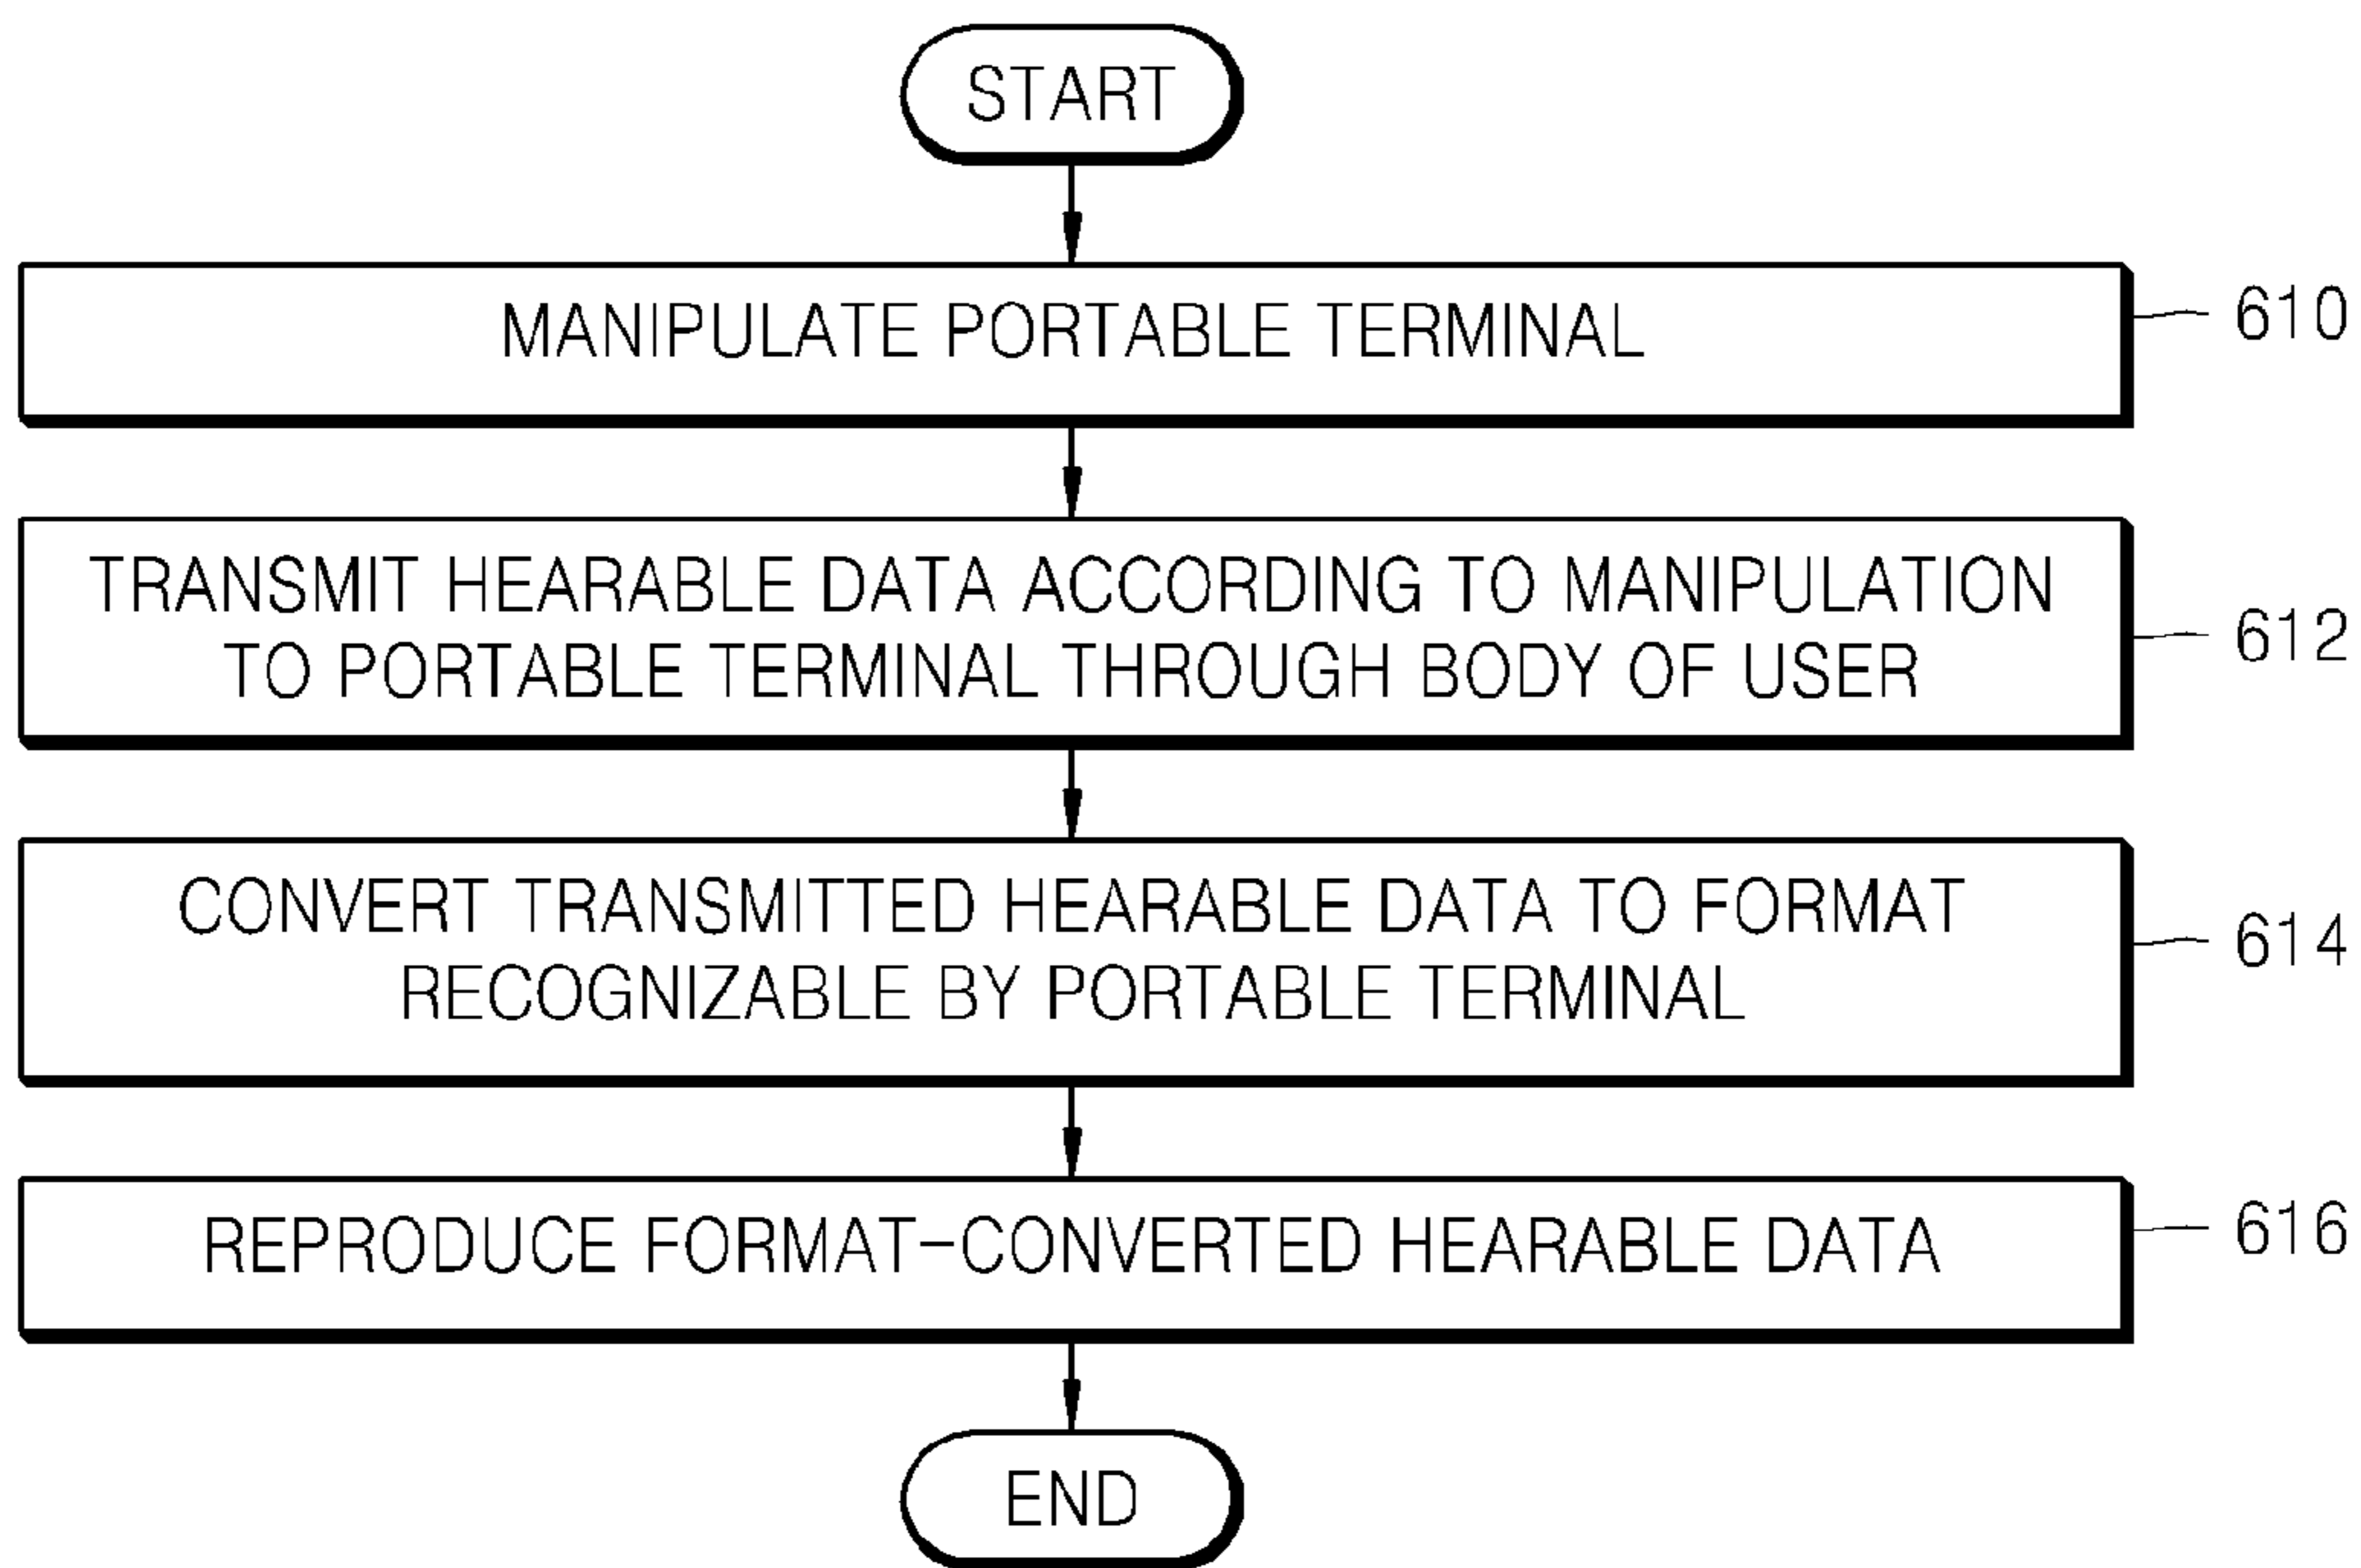 START
MANIPULATE PORTABLE TERMINAL
610
TRANSMIT HEARABLE DATA ACCORDING TO MANIPULATION
TO PORTABLE TERMINAL THROUGH BODY OF USER
612
CONVERT TRANSMITTED HEARABLE DATA TO FORMAT
RECOGNIZABLE BY PORTABLE TERMINAL
614
REPRODUCE FORMAT-CONVERTED HEARABLE DATA
616
END